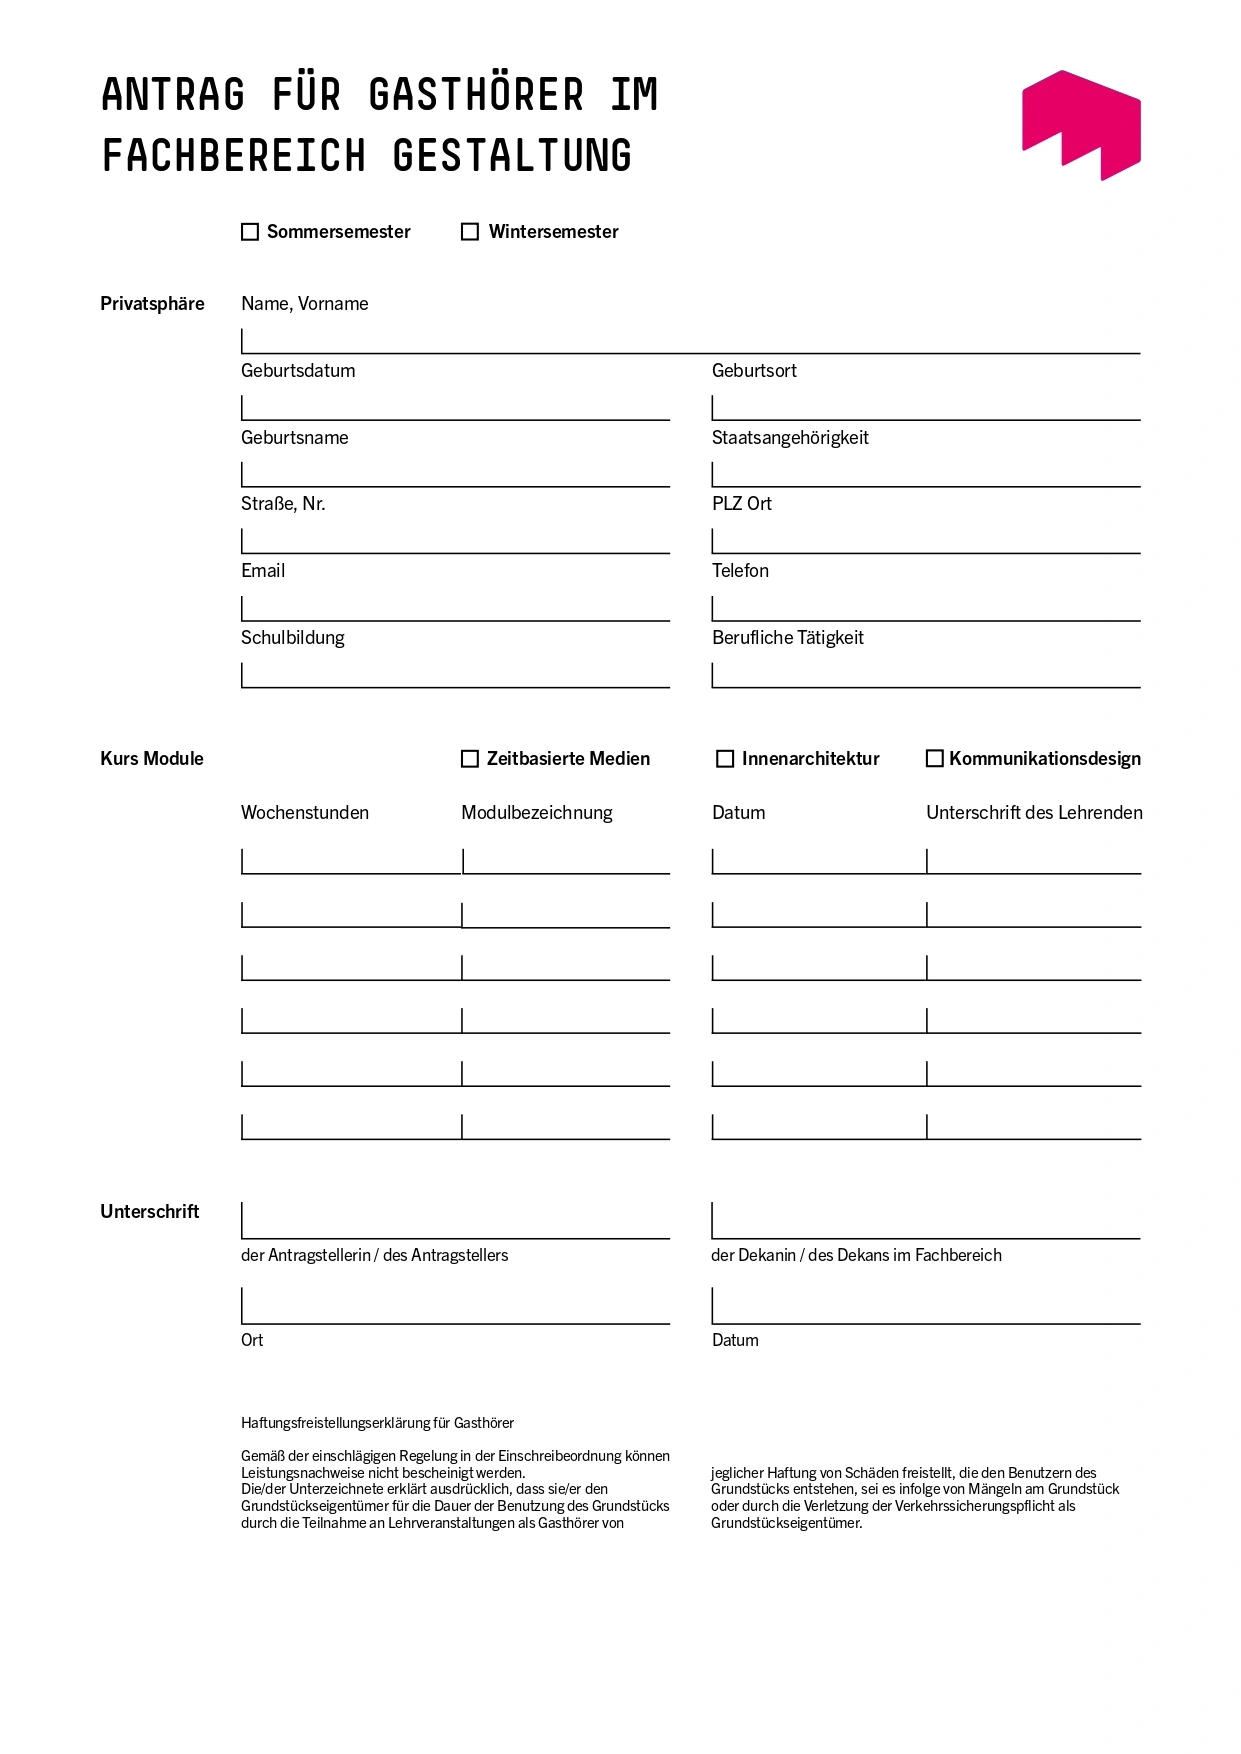 ANTRAG FÜR GASTHÖRER IM
FACHBEREICH GESTALTUNG
Sommersemester Wintersemester
Privatsphäre Name, Vorname
Geburtsdatum Geburtsort
Geburtsname Staatsangehörigkeit
Straße, Nr. PLZ Ort
Email Telefon
Schulbildung Berufliche Tätigkeit
Kurs Module Zeitbasierte Medien Innenarchitektur Kommunikationsdesign
Wochenstunden Modulbezeichnung Datum Unterschrift des Lehrenden
Unterschrift
der Antragstellerin / des Antragstellers der Dekanin / des Dekans im Fachbereich
Ort Datum
Haftungsfreistellungserklärung für Gasthörer
Gemäß der einschlägigen Regelung in der Einschreibeordnung können
Leistungsnachweise nicht bescheinigt werden.
Die/der Unterzeichnete erklärt ausdrücklich, dass sie/er den
Grundstückseigentümer für die Dauer der Benutzung des Grundstücks
durch die Teilnahme an Lehrveranstaltungen als Gasthörer von
jeglicher Haftung von Schäden freistellt, die den Benutzern des
Grundstücks entstehen, sei es infolge von Mängeln am Grundstück
oder durch die Verletzung der Verkehrssicherungspflicht als
Grundstückseigentümer.